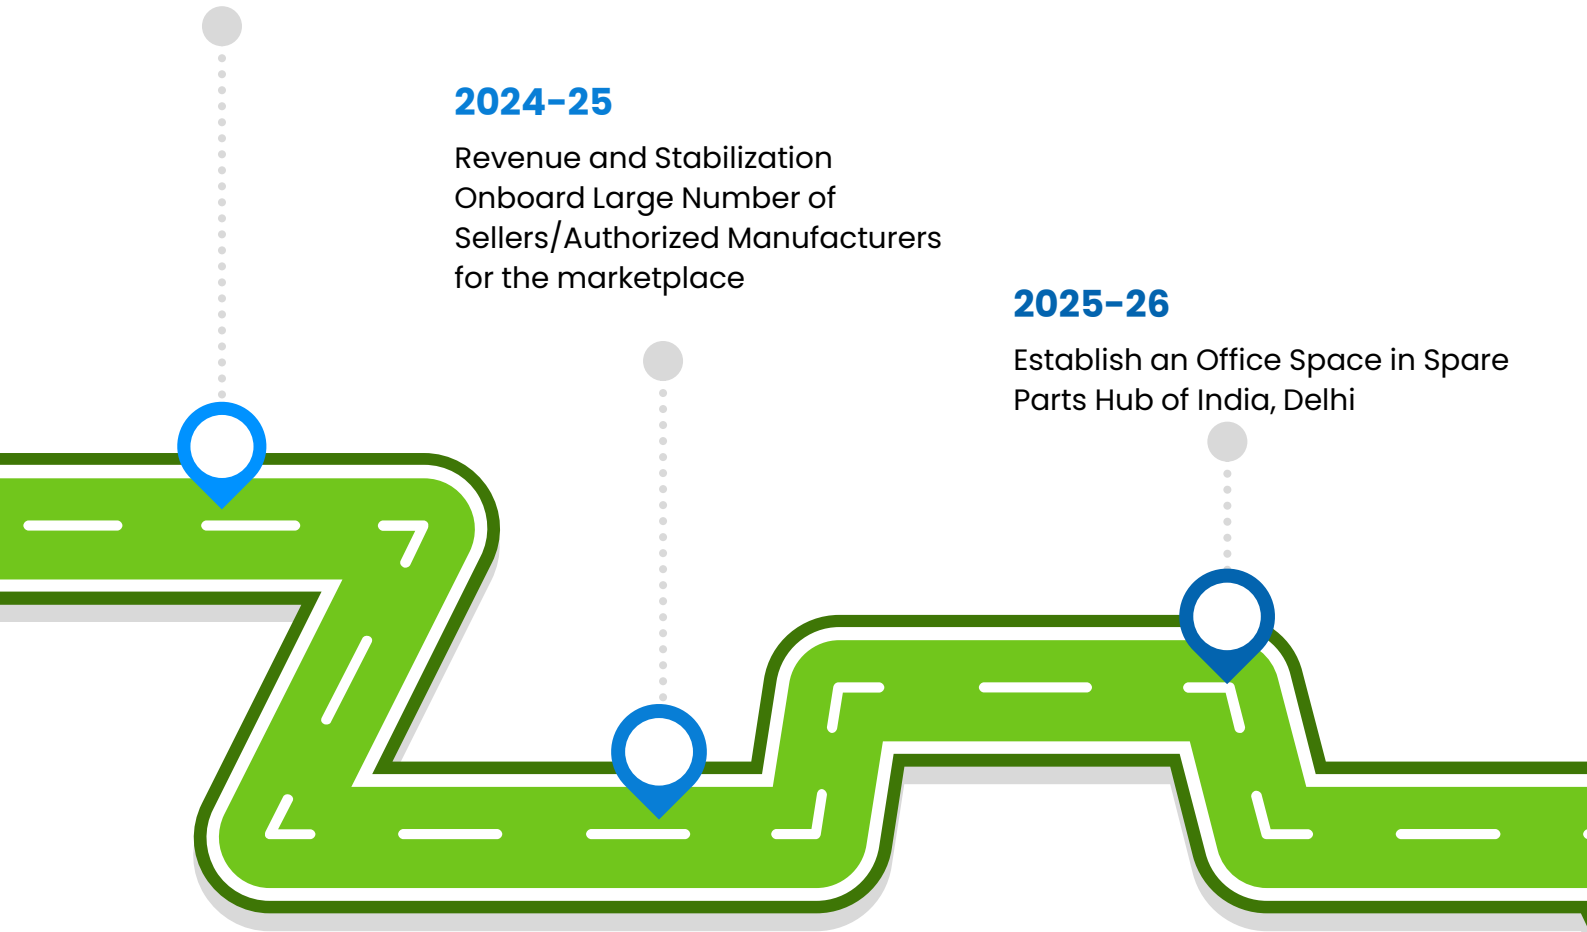 2024-25
Revenue and Stabilization
Onboard Large Number of
Sellers/Authorized Manufacturers
for the marketplace
2025-26
Establish an Office Space in Spare
Parts Hub of India, Delhi